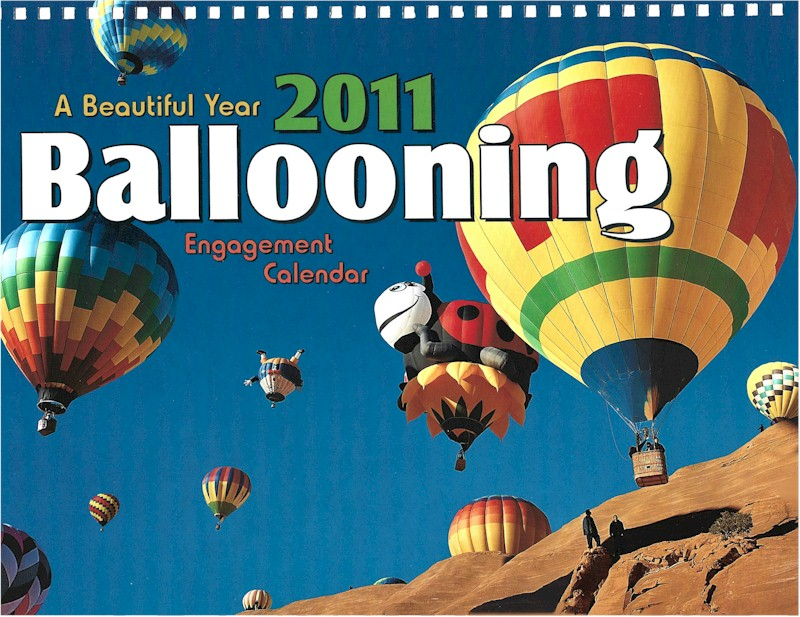 A Beautiful Year 2011
Ballooning
Engagement
Calendar